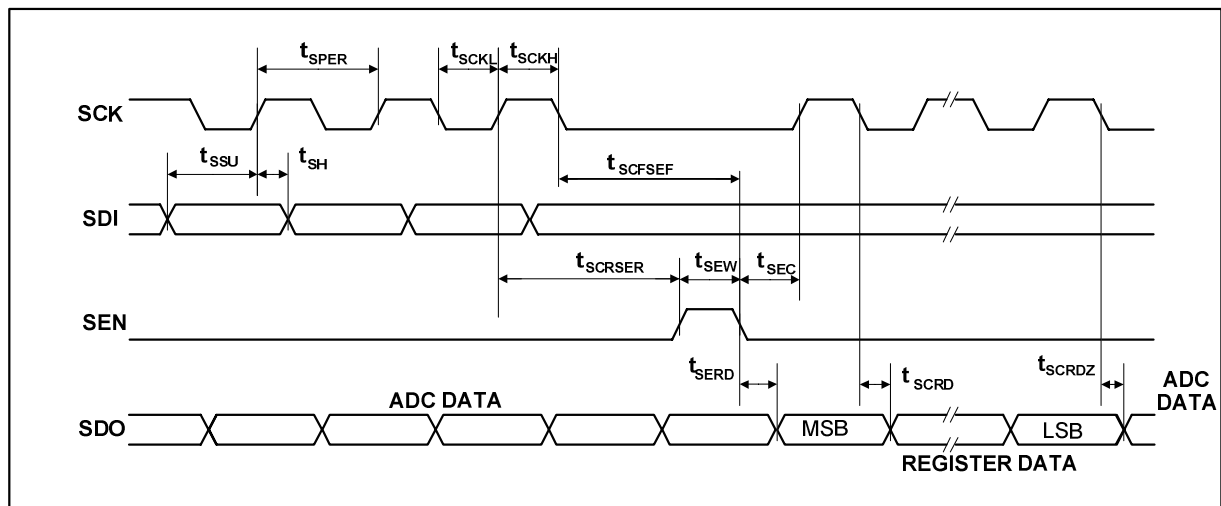 tSPER
tSCKL
tSCKH
SCK
tSSU
tSH
tSCFSEF
SDI
tSCRSER
tSEW
tSEC
SEN
tSERD
tSCRD
tSCRDZ
ADC
DATA
ADC DATA
SDO
MSB
LSB
REGISTER DATA